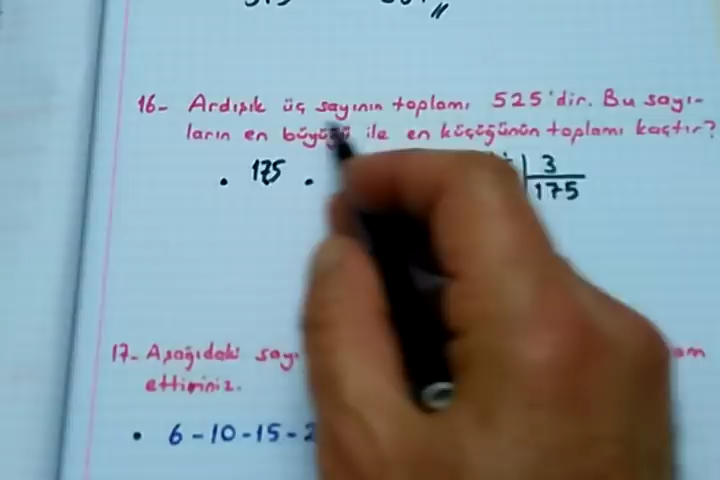 16- Ardışık üç sayının toplamı 525'dir. Bu sayı-
ların en büyüğü ile en küçüğünün toplamı kaçtır?
. 175 . 3
175
17- Aşağıdaki
ettiriniz.
• 6-10-15-